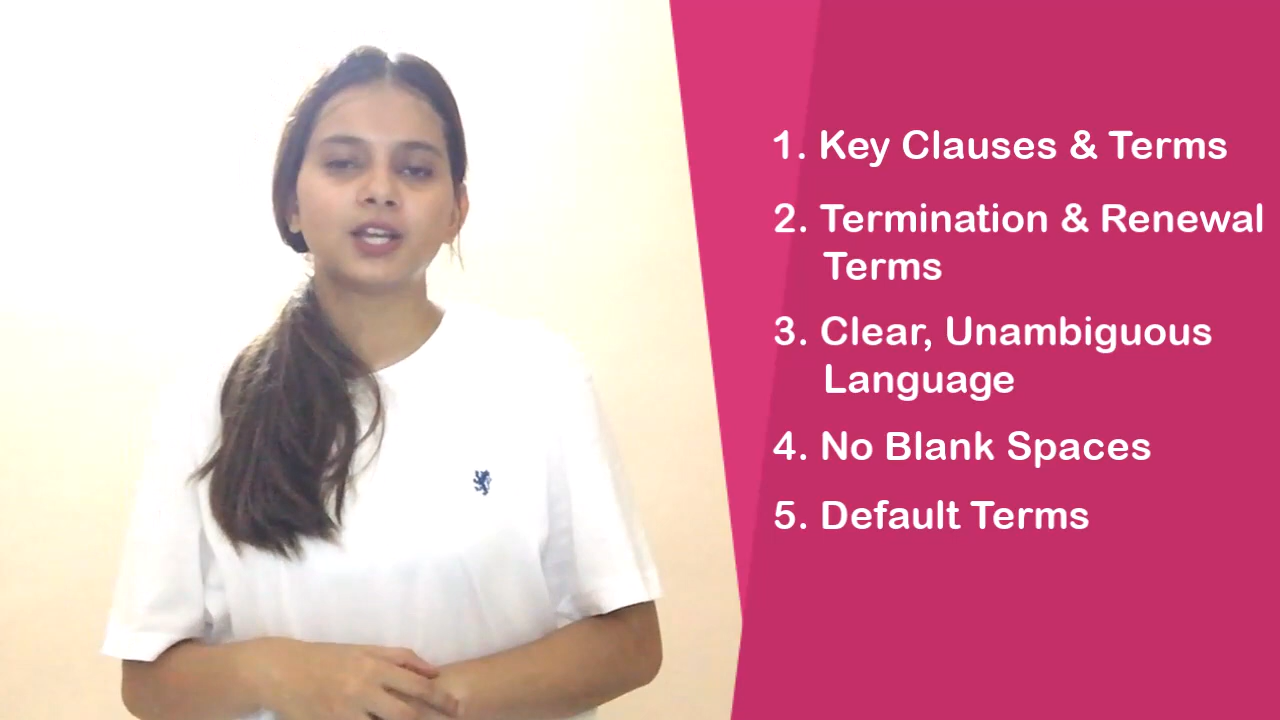 1. Key Clauses & Terms
2. Termination & Renewal
Terms
3. Clear, Unambiguous
Language
4. No Blank Spaces
5. Default Terms